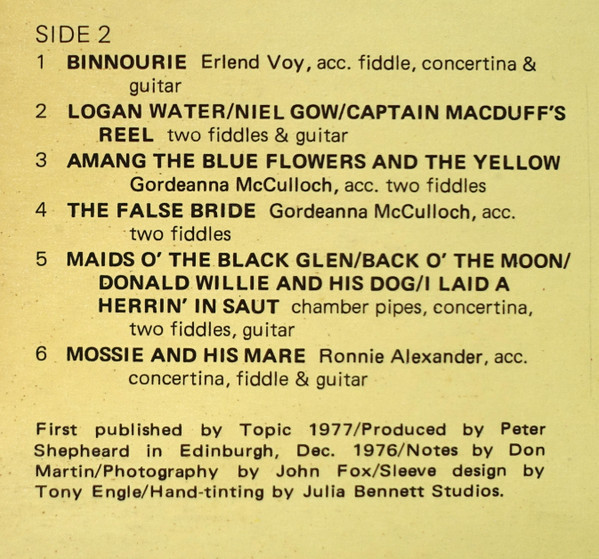 SIDE 2
1 BINNOURIE Erlend Voy, acc. fiddle, concertina &
guitar
2 LOGAN WATER/NIEL GOW/CAPTAIN MACDUFF'S
REEL two fiddles & guitar
3 AMANG THE BLUE FLOWERS AND THE YELLOW
Gordeanna McCulloch, acc. two fiddles
4 THE FALSE BRIDE Gordeanna McCulloch, acc.
two fiddles
5 MAIDS O' THE BLACK GLEN/BACK O' THE MOON/
DONALD WILLIE AND HIS DOG/I LAID A
HERRIN' IN SAUT chamber pipes, concertina,
two fiddles, guitar
6 MOSSIE AND HIS MARE Ronnie Alexander, acc.
concertina, fiddle & guitar
First published by Topic 1977/Produced by Peter
Shepheard in Edinburgh, Dec. 1976/Notes by Don
Martin/Photography by John Fox/Sleeve design by
Tony Engle/Hand-tinting by Julia Bennett Studios.